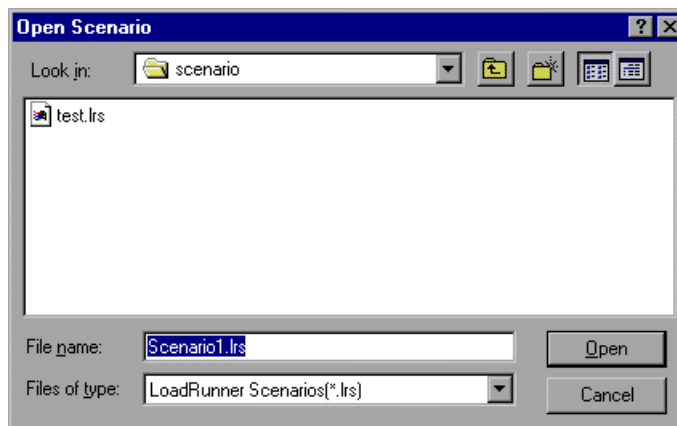 Open Scenario
Look in: scenario
test.lrs
File name: Scenario1.lrs Open
Files of type: LoadRunner Scenarios(*.lrs) Cancel